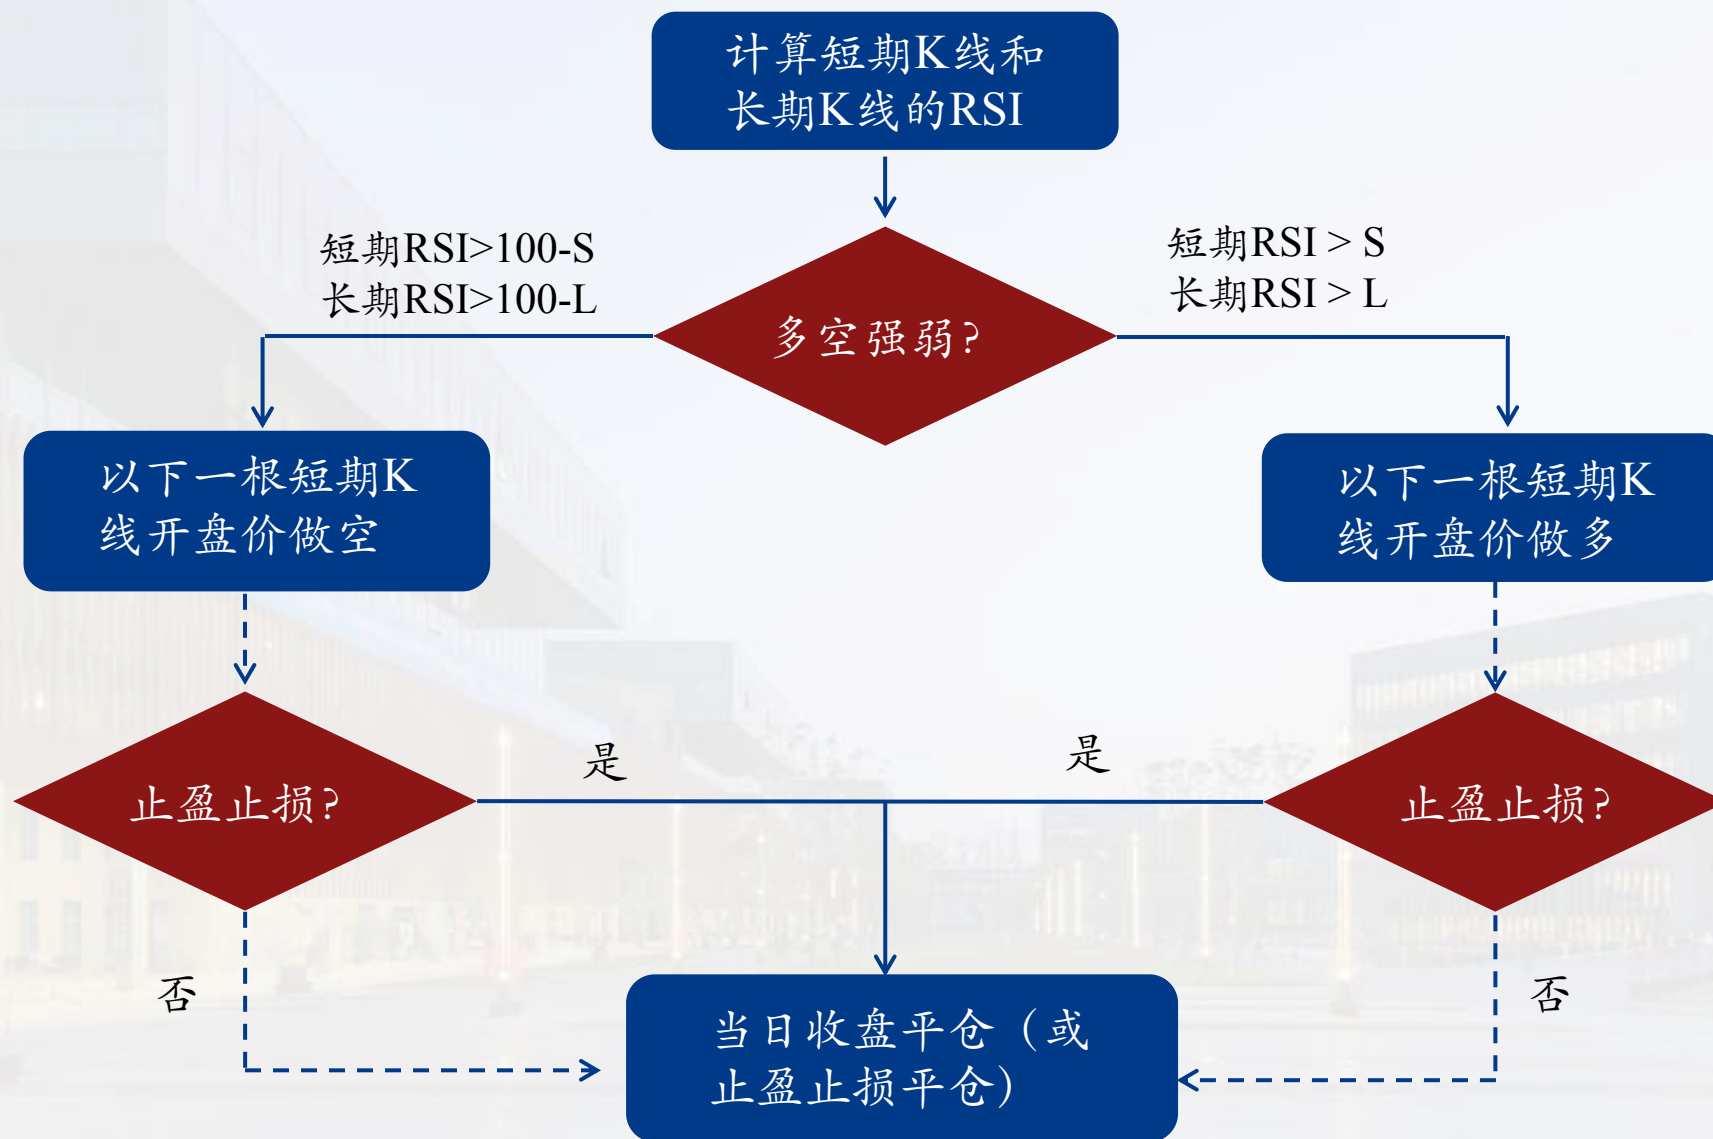 计算短期K线和
长期K线的RSI
短期RSI>100-S
长期RSI>100-L
短期RSI > S
长期RSI > L
多空强弱?
以下一根短期K
线开盘价做空
以下一根短期K
线开盘价做多
止盈止损?
是
是
止盈止损?
否
否
当日收盘平仓（或
止盈止损平仓）